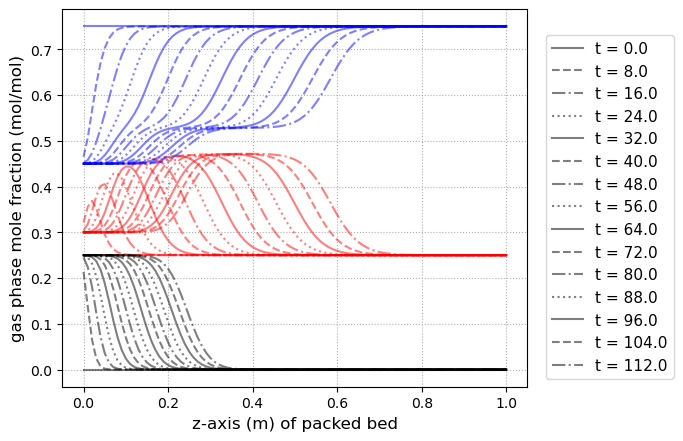 gas phase mole fraction (mol/mol)
0.7
0.6
0.5
0.4
0.3
0.2
0.1
0.0
0.0 0.2 0.4 0.6 0.8 1.0
z-axis (m) of packed bed
t = 0.0
t = 8.0
t = 16.0
t = 24.0
t = 32.0
t = 40.0
t = 48.0
t = 56.0
t = 64.0
t = 72.0
t = 80.0
t = 88.0
t = 96.0
t = 104.0
t = 112.0